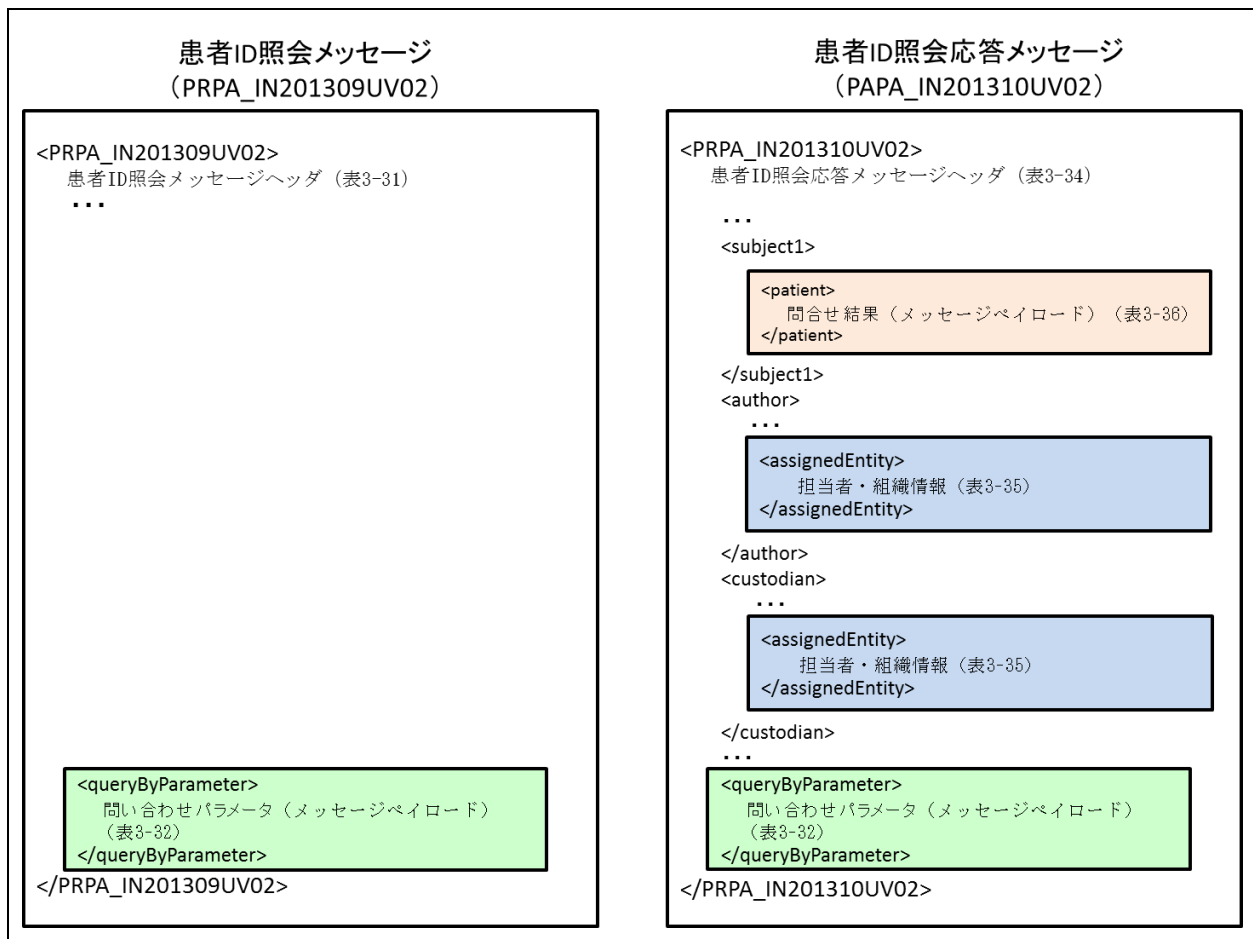 患者ID照会メッセージ
（PRPA_IN201309UV02）
<PRPA_IN201309UV02>
患者ID照会メッセージヘッダ（表3-31）
・・・
<queryByParameter>
問い合わせパラメータ（メッセージペイロード）
（表3-32）
</queryByParameter>
</PRPA_IN201309UV02>
患者ID照会応答メッセージ
（PAPA_IN201310UV02）
<PRPA_IN201310UV02>
患者ID照会応答メッセージヘッダ（表3-34）
・・・
<subject1>
<patient>
問合せ結果（メッセージペイロード）（表3-36）
</patient>
</subject1>
<author>
・・・
<assignedEntity>
担当者・組織情報（表3-35）
</assignedEntity>
</author>
<custodian>
・・・
<assignedEntity>
担当者・組織情報（表3-35）
</assignedEntity>
</custodian>
・・・
<queryByParameter>
問い合わせパラメータ（メッセージペイロード）
（表3-32）
</queryByParameter>
</PRPA_IN201310UV02>